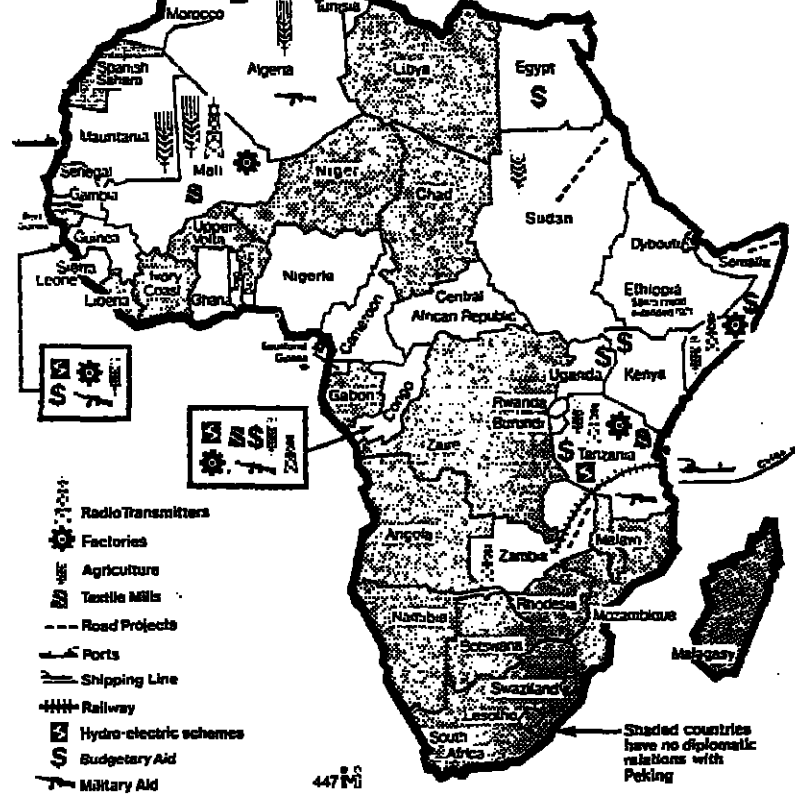 Morocco
Tunisia
Algeria
Libya
Egypt
Spanish
Sahara
Mauritania
Mali
Niger
Chad
Sudan
Senegal
Gambia
Guinea
Sierra
Leone
Liberia
Ivory
Coast
Upper
Volta
Ghana
Nigeria
Cameroon
Central
African Republic
Djibouti
Somalia
Ethiopia
Equatorial
Guinea
Gabon
Congo
Zaire
Uganda
Kenya
Rwanda
Burundi
Tanzania
Angola
Zambia
Malawi
Namibia
Rhodesia
Mozambique
Botswana
Malagasy
Swaziland
Lesotho
South
Africa
Radio Transmitters
Factories
Agriculture
Textile Mills
Road Projects
Ports
Shipping Line
Railway
Hydro-electric schemes
Budgetary Aid
Military Aid
Shaded countries
have no diplomatic
relations with
Peking
447